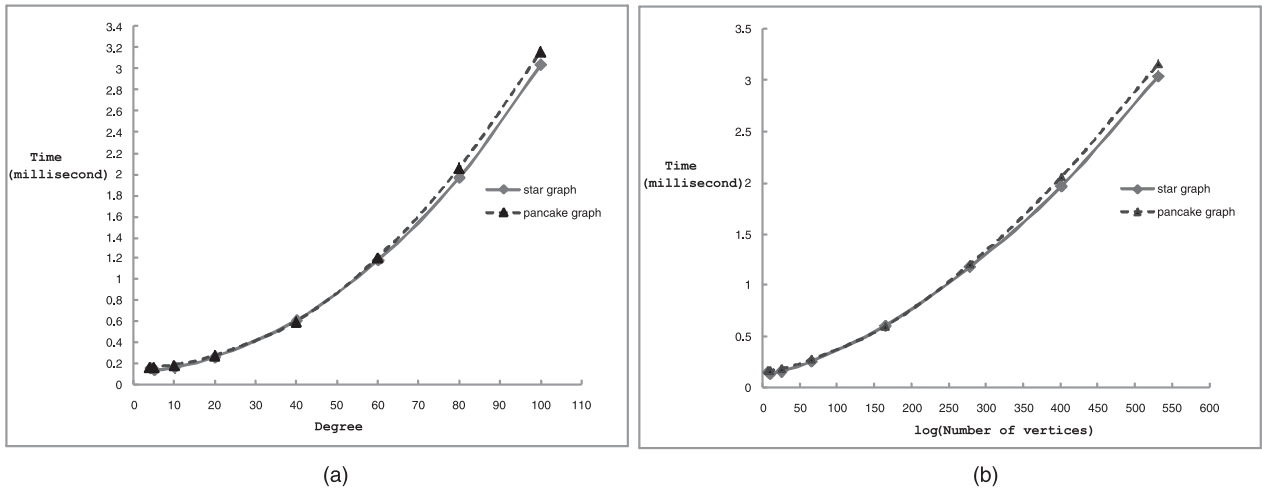 3.4
3.2
3
2.8
2.6
2.4
2.2
Time
(millisecond) 2
1.8
1.6
1.4
1.2
1
0.8
0.6
0.4
0.2
0
0 10 20 30 40 50 60 70 80 90 100 110
Degree
star graph
pancake graph
(a)
3.5
3
2.5
Time
(millisecond) 2
1.5
1
0.5
0
0 50 100 150 200 250 300 350 400 450 500 550 600
log(Number of vertices)
star graph
pancake graph
(b)